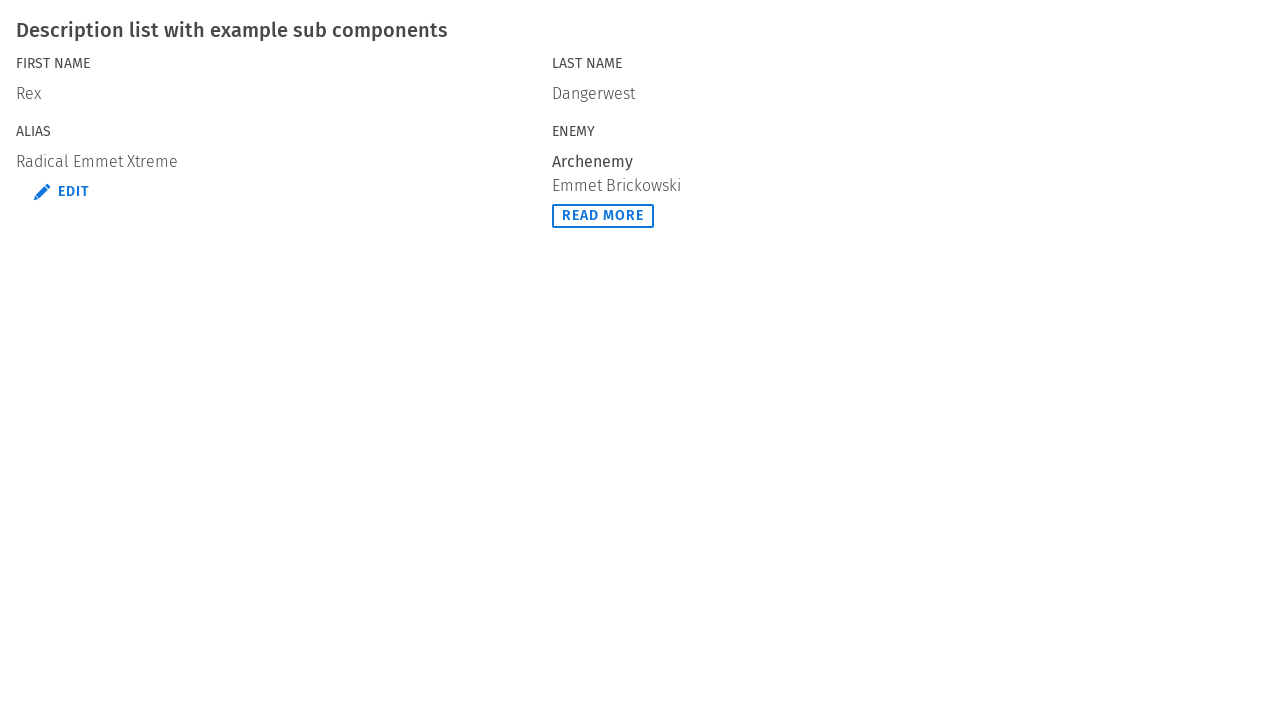 Description list with example sub components
FIRST NAME
Rex
LAST NAME
Dangerwest
ALIAS
Radical Emmet Xtreme
EDIT
ENEMY
Archenemy
Emmet Brickowski
READ MORE